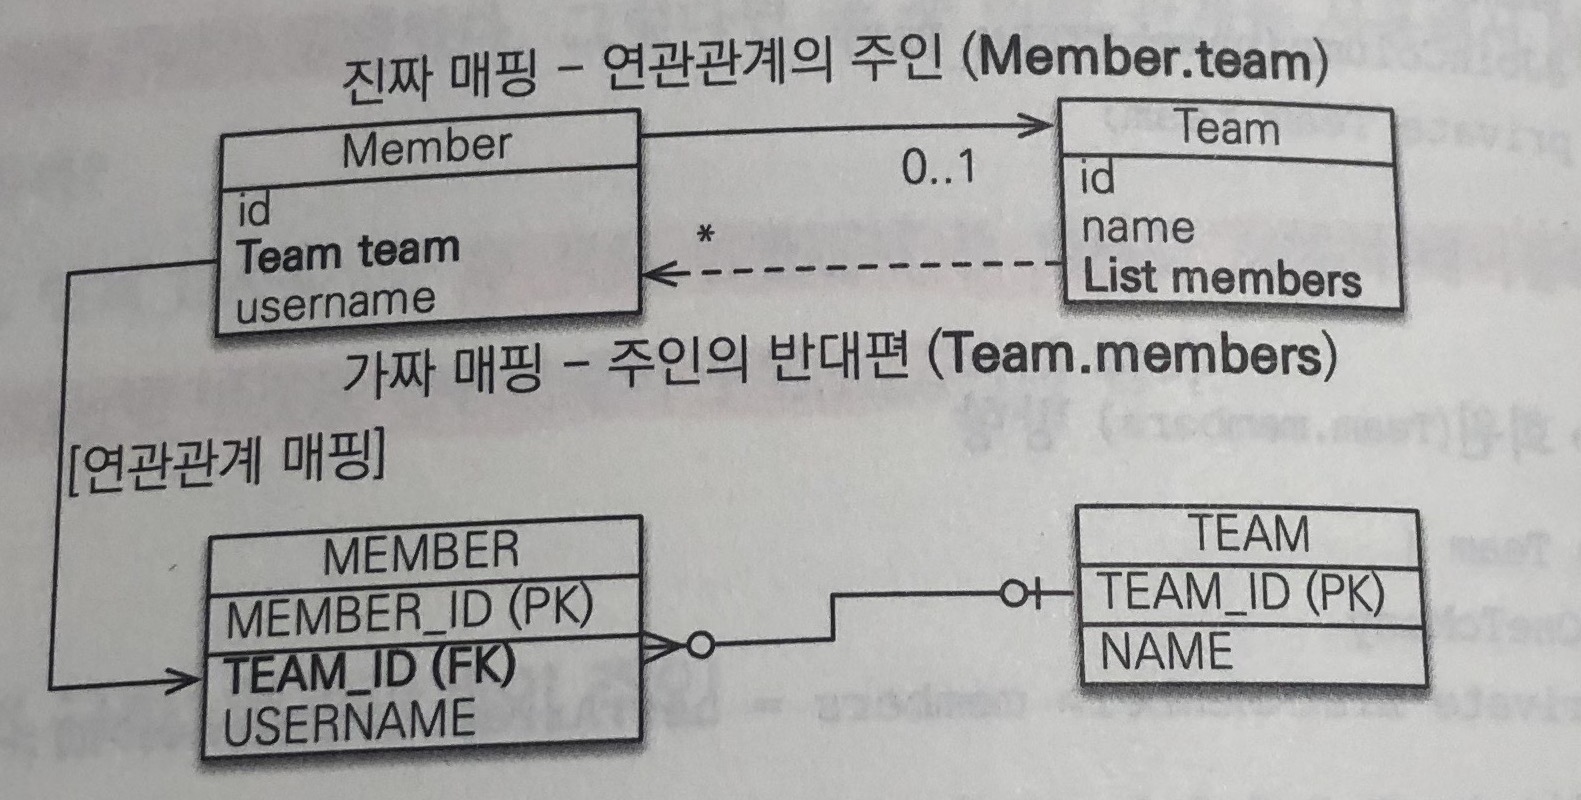 진짜 매핑 - 연관관계의 주인 (Member.team)
Member
id
Team team
username
0..1
*
Team
id
name
List members
가짜 매핑 - 주인의 반대편 (Team.members)
[연관관계 매핑]
MEMBER
MEMBER_ID (PK)
TEAM_ID (FK)
USERNAME
TEAM
TEAM_ID (PK)
NAME